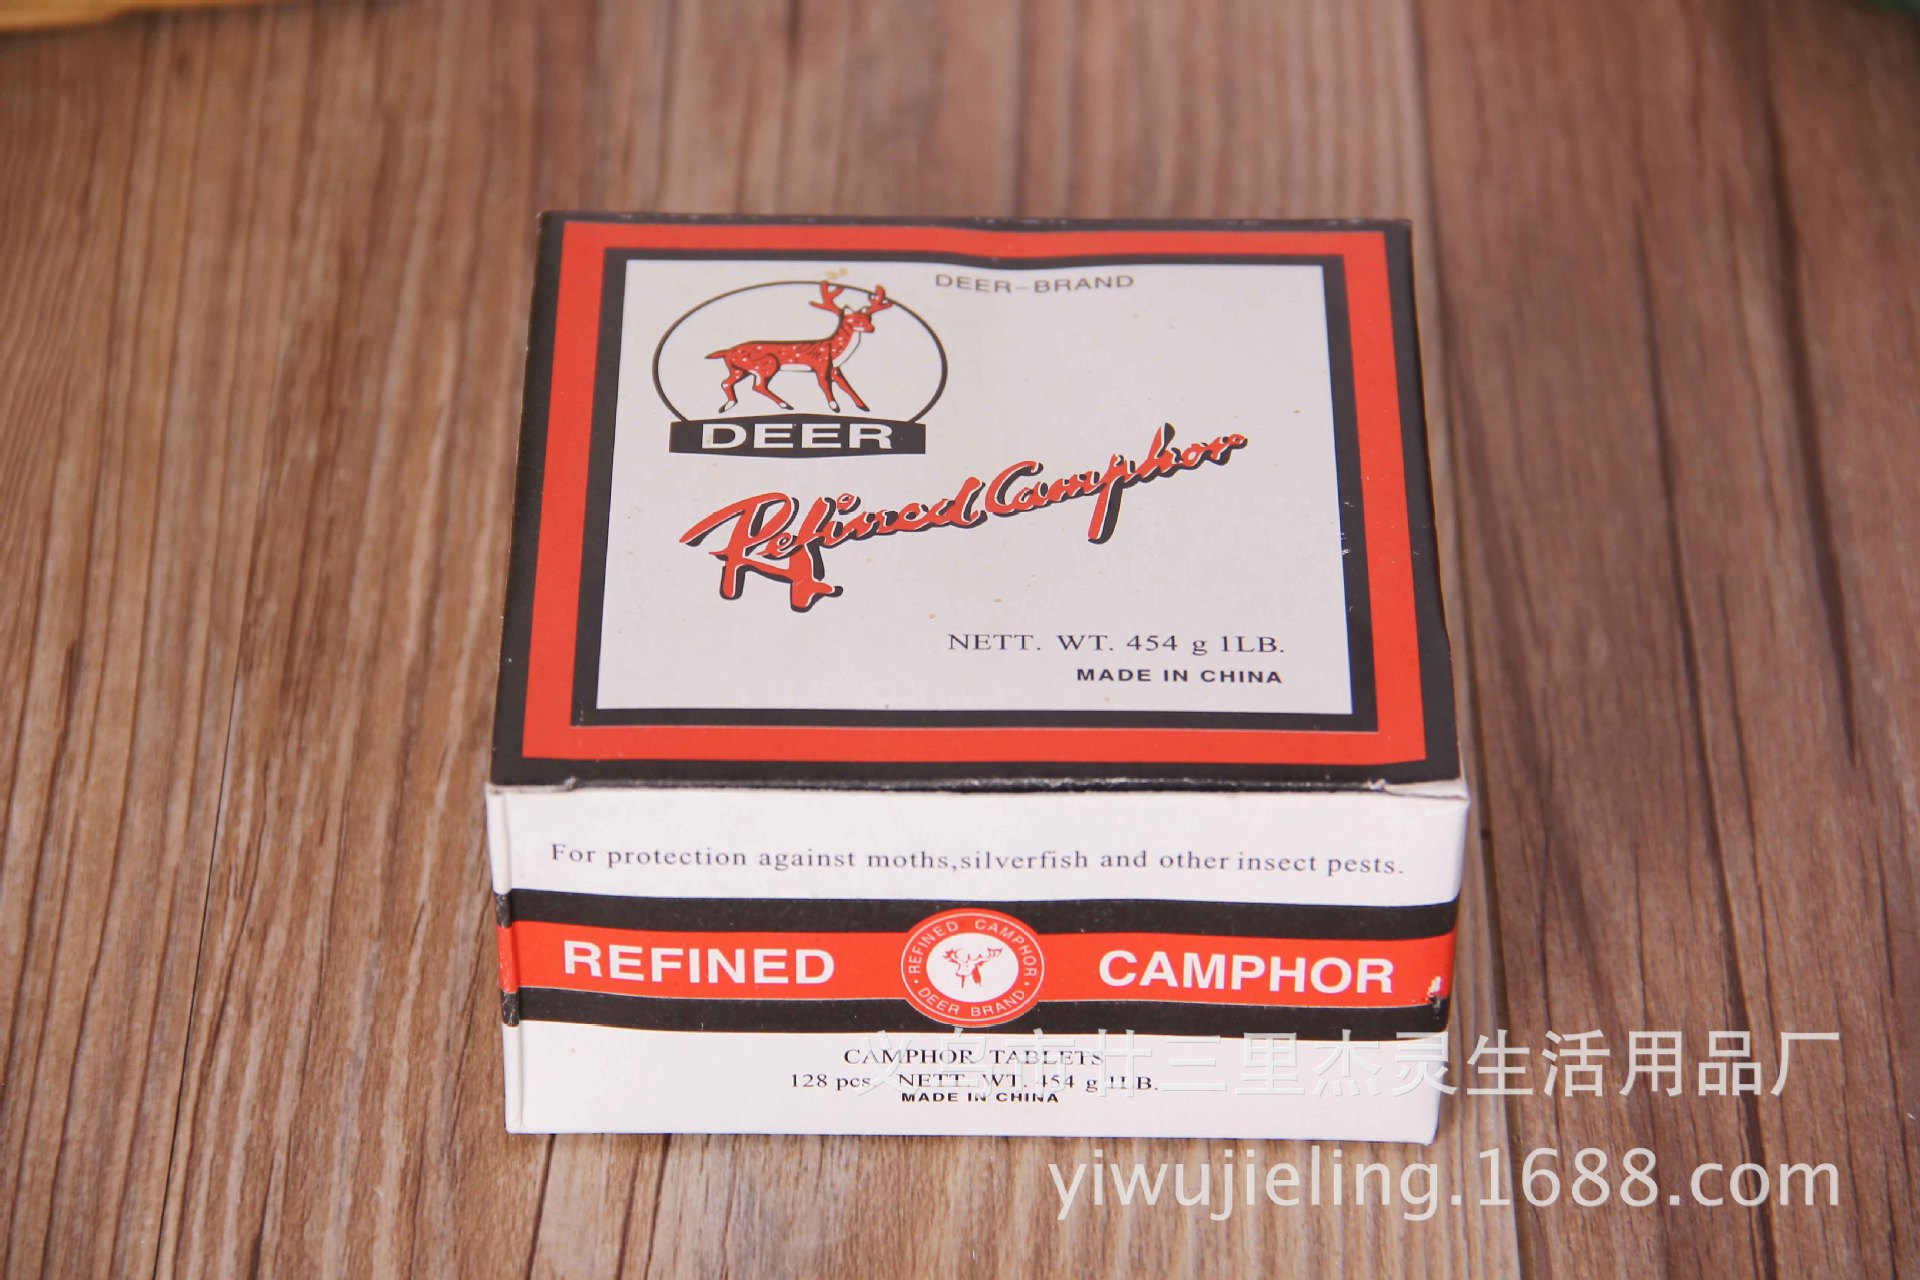 DEER-BRAND
DEER
Refined Camphor
NETT. WT. 454 g 1LB.
MADE IN CHINA
For protection against moths,silverfish and other insect pests.
REFINED CAMPHOR
REFINED CAMPHOR
DEER BRAND
CAMPHOR TABLETS
128 pcs. NETT. WT. 454 g 1LB.
MADE IN CHINA
义乌市廿三里杰灵生活用品厂
yiwujieling.1688.com